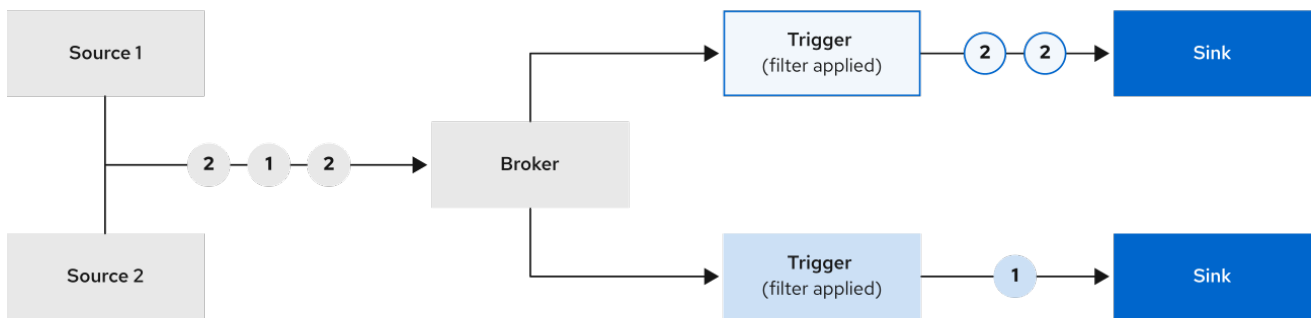 Source 1
Trigger
(filter applied)
2 2
Sink
2 1 2
Broker
Source 2
Trigger
(filter applied)
1
Sink